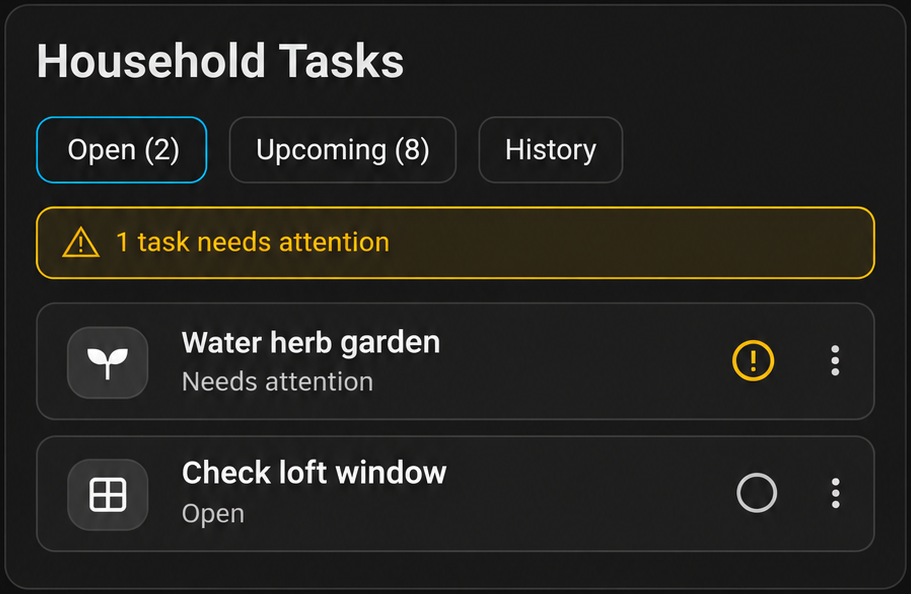 Household Tasks
Open (2)
Upcoming (8)
History
1 task needs attention
Water herb garden
Needs attention
Check loft window
Open